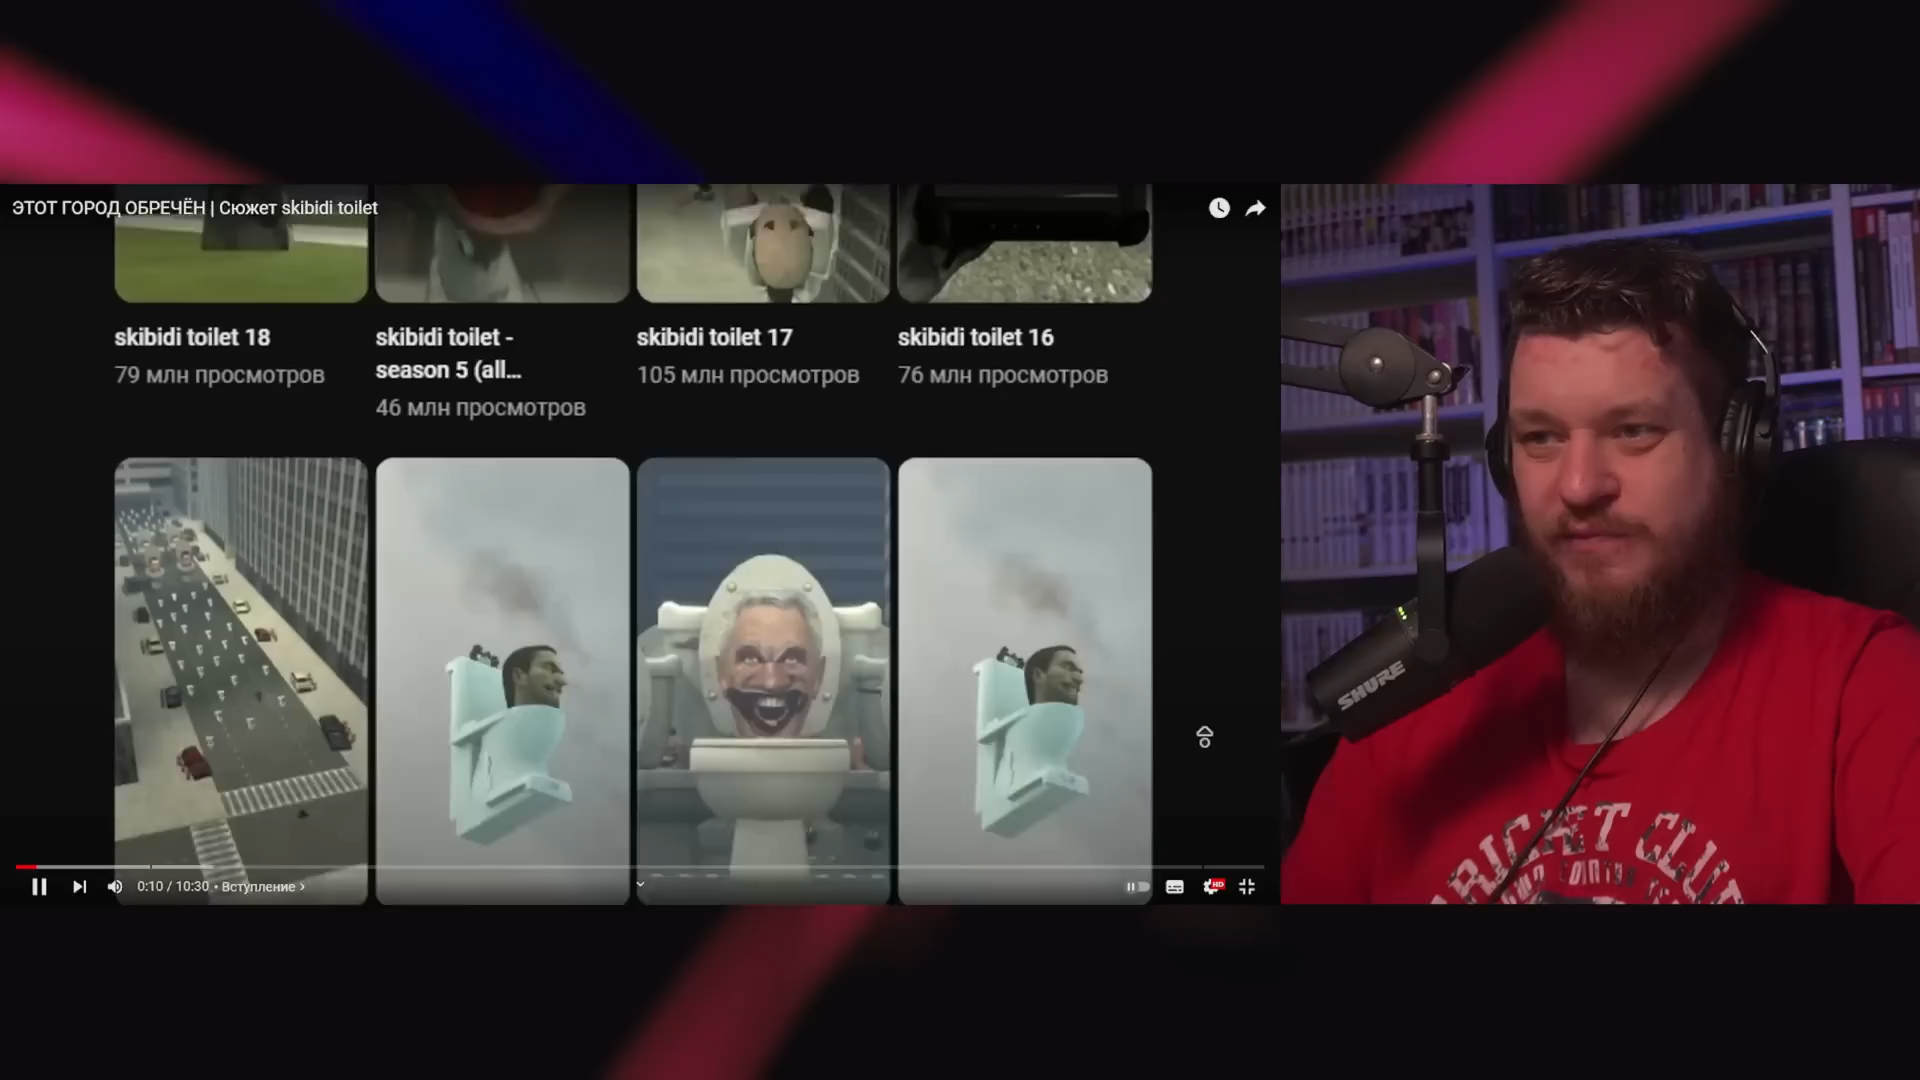 ЭТОТ ГОРОД ОБРЕЧЁН | Сюжет skibidi toilet
skibidi toilet 18
79 млн просмотров
skibidi toilet -
season 5 (all...
46 млн просмотров
skibidi toilet 17
105 млн просмотров
skibidi toilet 16
76 млн просмотров
SHURE
CLU
0:10 / 10:30 • Вступление ›
HD